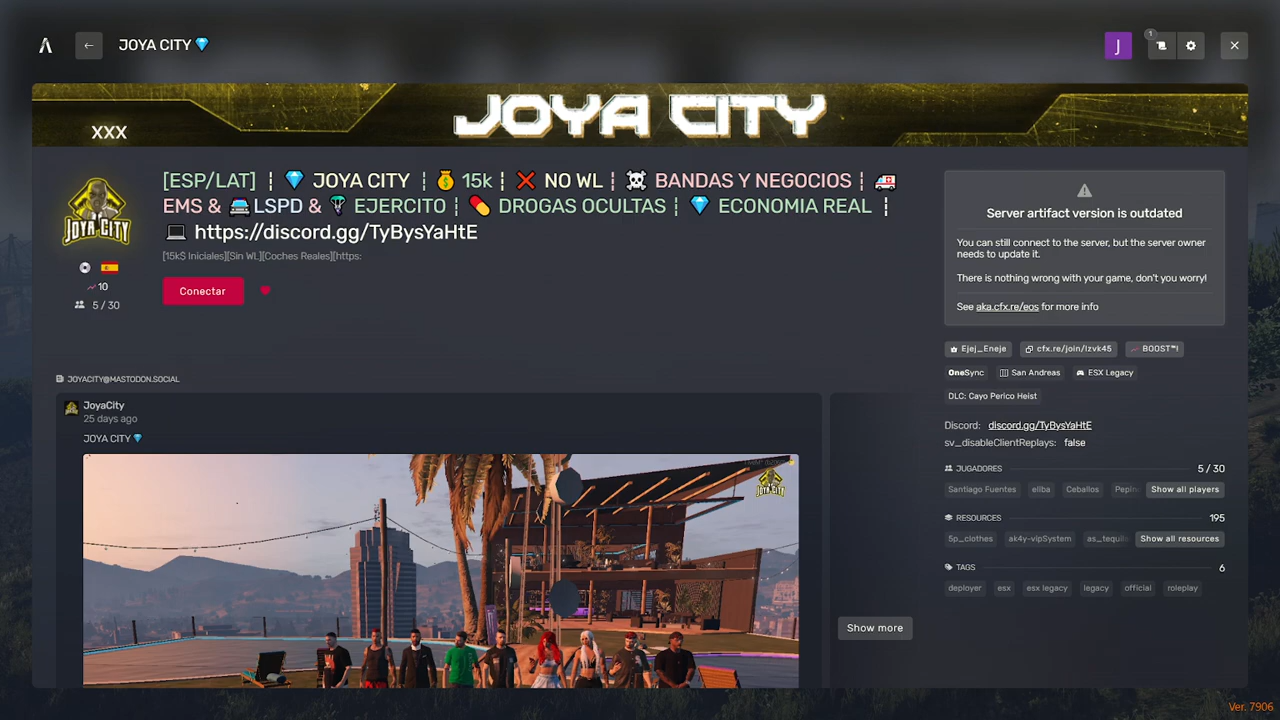 JOYA CITY 💎
J
1
JOYA CITY
XXX
JOYA CITY
[ESP/LAT] ¦ 💎 JOYA CITY ¦ 💰 15k ¦ ❌ NO WL ¦ ☠️ BANDAS Y NEGOCIOS ¦ 🚑
EMS & 🚔LSPD & 🪂 EJERCITO ¦ 💊 DROGAS OCULTAS ¦ 💎 ECONOMIA REAL ¦
💻 https://discord.gg/TyBysYaHtE
[15k$ Iniciales][Sin WL][Coches Reales][https:
10
5 / 30
Conectar
Server artifact version is outdated
You can still connect to the server, but the server owner
needs to update it.
There is nothing wrong with your game, don't you worry!
See aka.cfx.re/eos for more info
Ejej_Eneje
cfx.re/join/lzvk45
BOOST™!
OneSync
San Andreas
ESX Legacy
DLC: Cayo Perico Heist
Discord: discord.gg/TyBysYaHtE
sv_disableClientReplays: false
JUGADORES 5 / 30
Santiago Fuentes eliba Ceballos Pepin Show all players
RESOURCES 195
5p_clothes ak4y-vipSystem as_tequila Show all resources
TAGS 6
deployer esx esx legacy legacy official roleplay
JOYACITY@MASTODON.SOCIAL
JoyaCity
25 days ago
JOYA CITY 💎
JOYA CITY
Show more
Ver. 7906